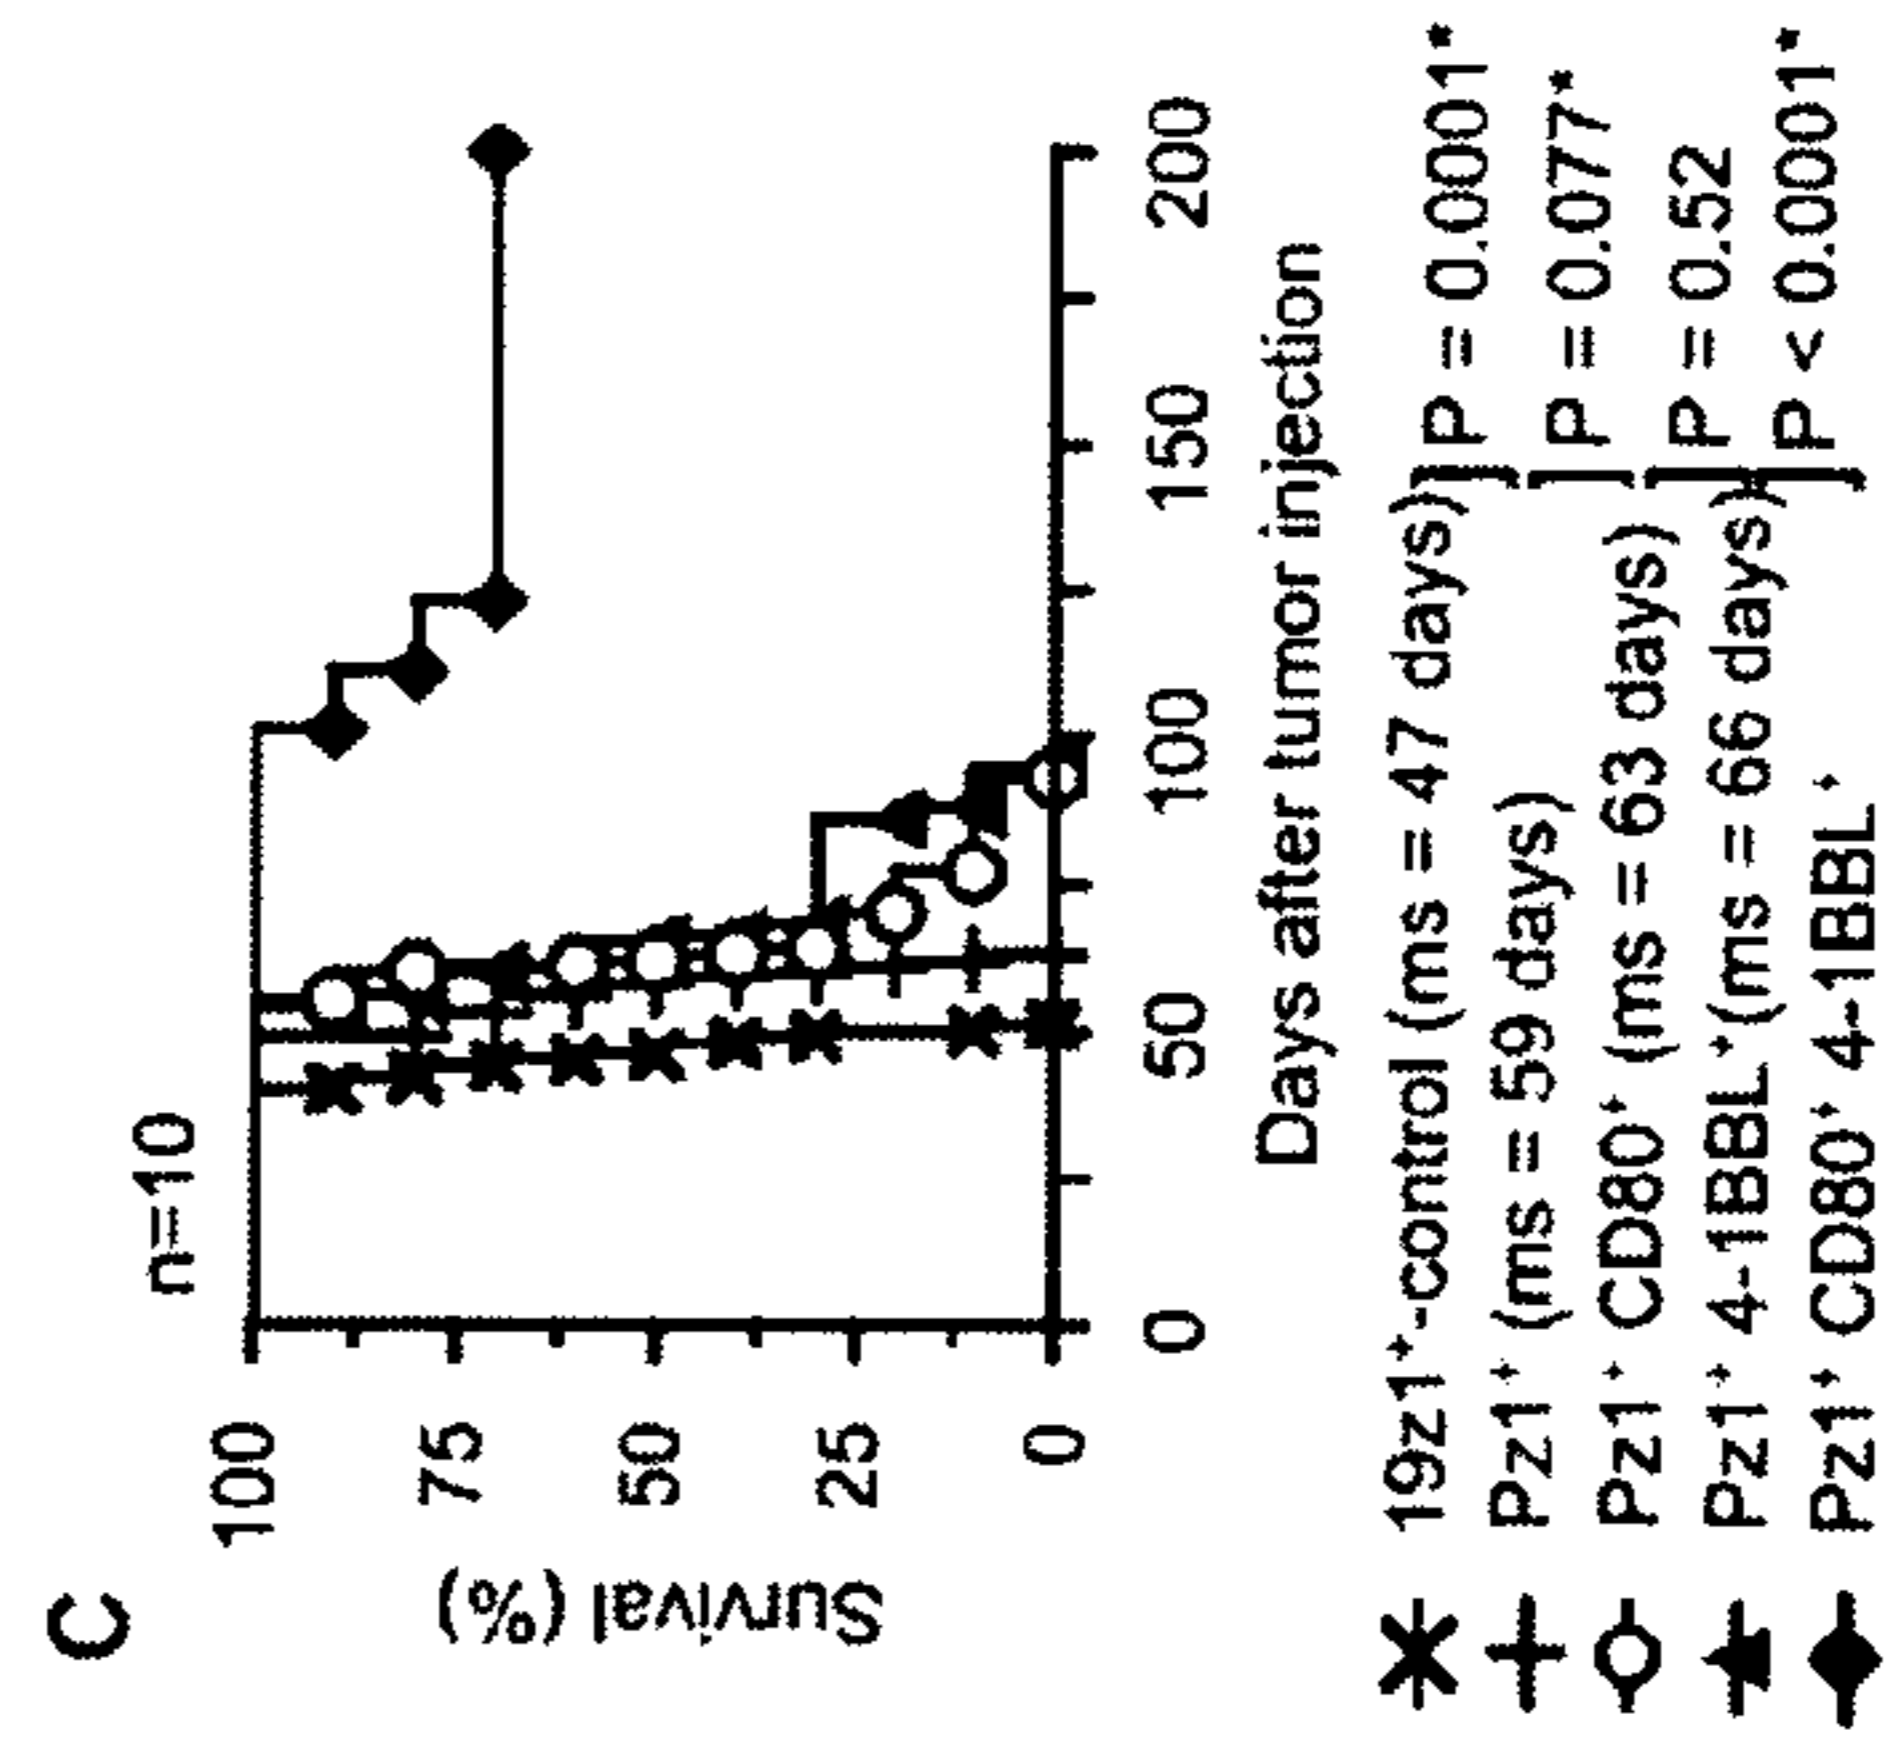 C
n=10
Survival (%)
100
75
50
25
0
0 50 100 150 200
Days after tumor injection
19z1⁺-control (ms = 47 days)
Pz1⁺ (ms = 59 days)
Pz1⁺ CD80⁺ (ms = 63 days)
Pz1⁺ 4-1BBL⁺(ms = 66 days)
Pz1⁺ CD80⁺ 4-1BBL⁺
P = 0.0001*
P = 0.077*
P = 0.52
P < 0.0001*